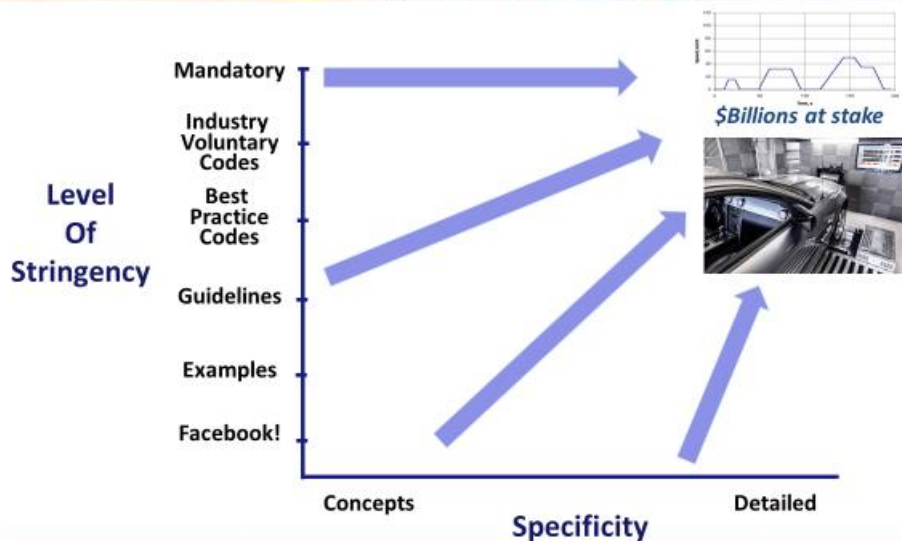 Mandatory
Industry
Voluntary
Codes
Best
Practice
Codes
Guidelines
Examples
Facebook!
Level
Of
Stringency
$Billions at stake
Concepts
Detailed
Specificity